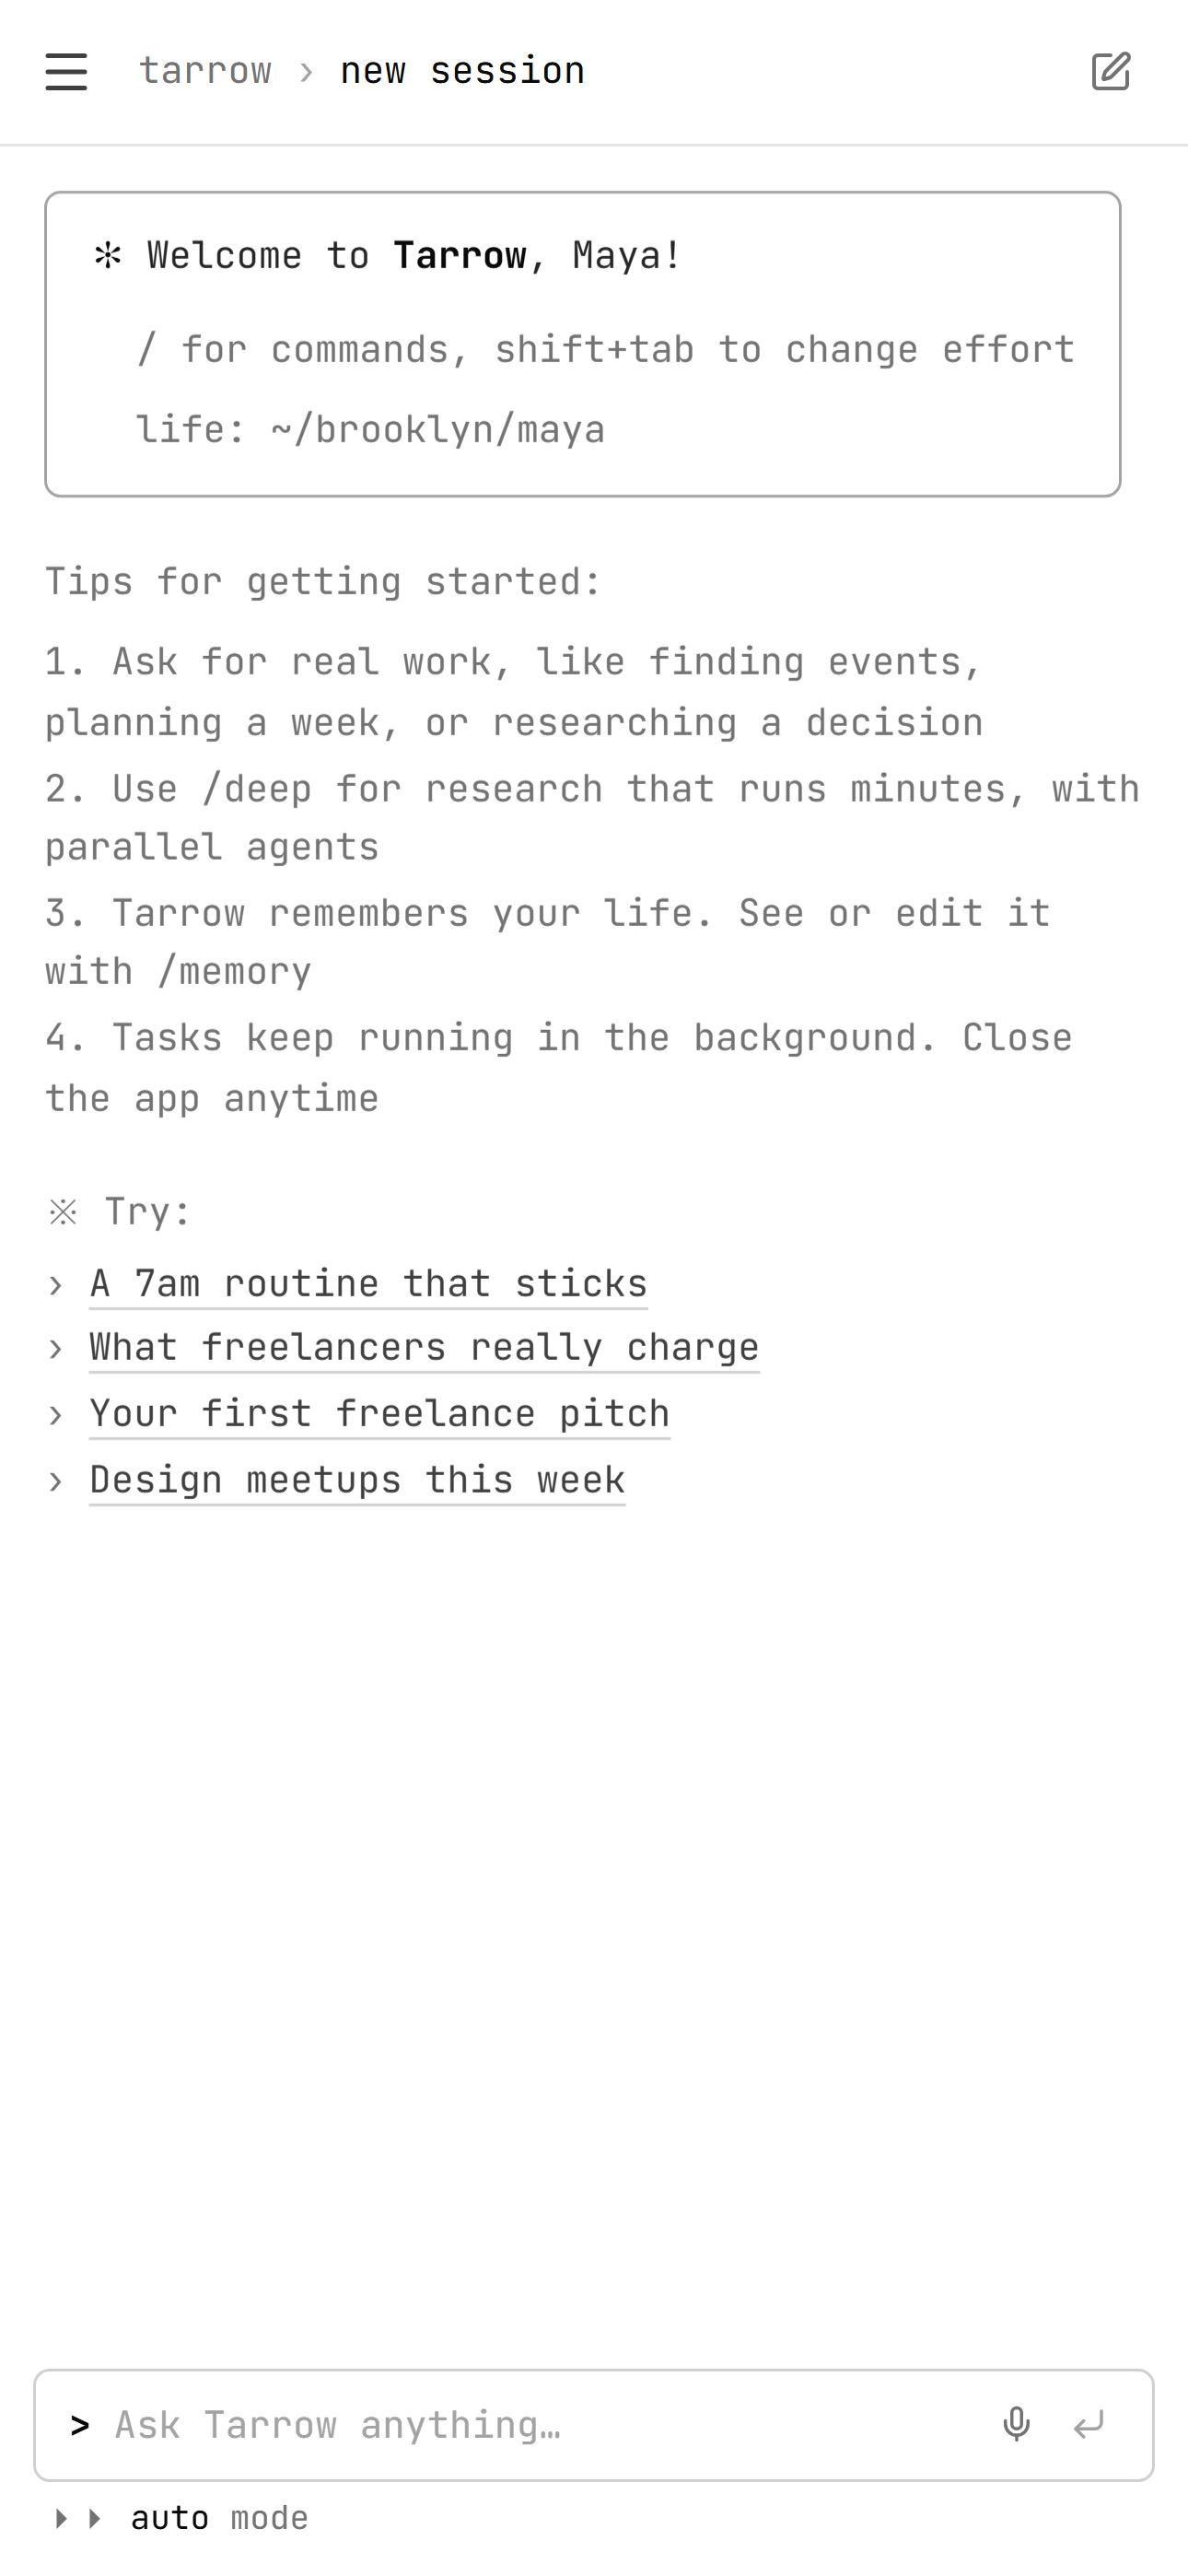 tarrow › new session
✻ Welcome to Tarrow, Maya!
/ for commands, shift+tab to change effort
life: ~/brooklyn/maya
Tips for getting started:
1. Ask for real work, like finding events,
planning a week, or researching a decision
2. Use /deep for research that runs minutes, with
parallel agents
3. Tarrow remembers your life. See or edit it
with /memory
4. Tasks keep running in the background. Close
the app anytime
※ Try:
› A 7am routine that sticks
› What freelancers really charge
› Your first freelance pitch
› Design meetups this week
> Ask Tarrow anything…
⏵⏵ auto mode